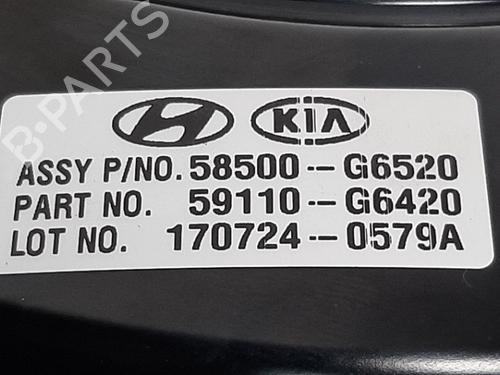 B-PARTS
KIA
ASSY P/NO. 58500-G6520
PART NO. 59110-G6420
LOT NO. 170724-0579A